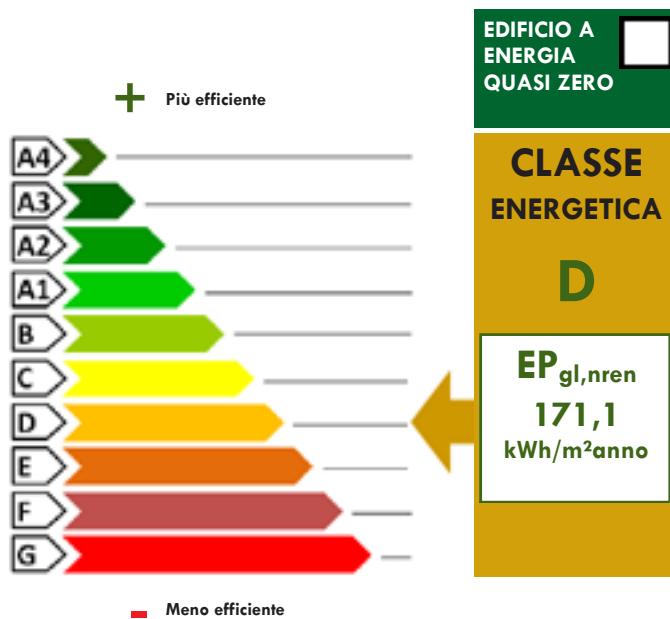 EDIFICIO A
ENERGIA
QUASI ZERO
+ Più efficiente
A4
A3
A2
A1
B
C
D
E
F
G
- Meno efficiente
CLASSE
ENERGETICA
D
EPgl,nren
171,1
kWh/m²anno